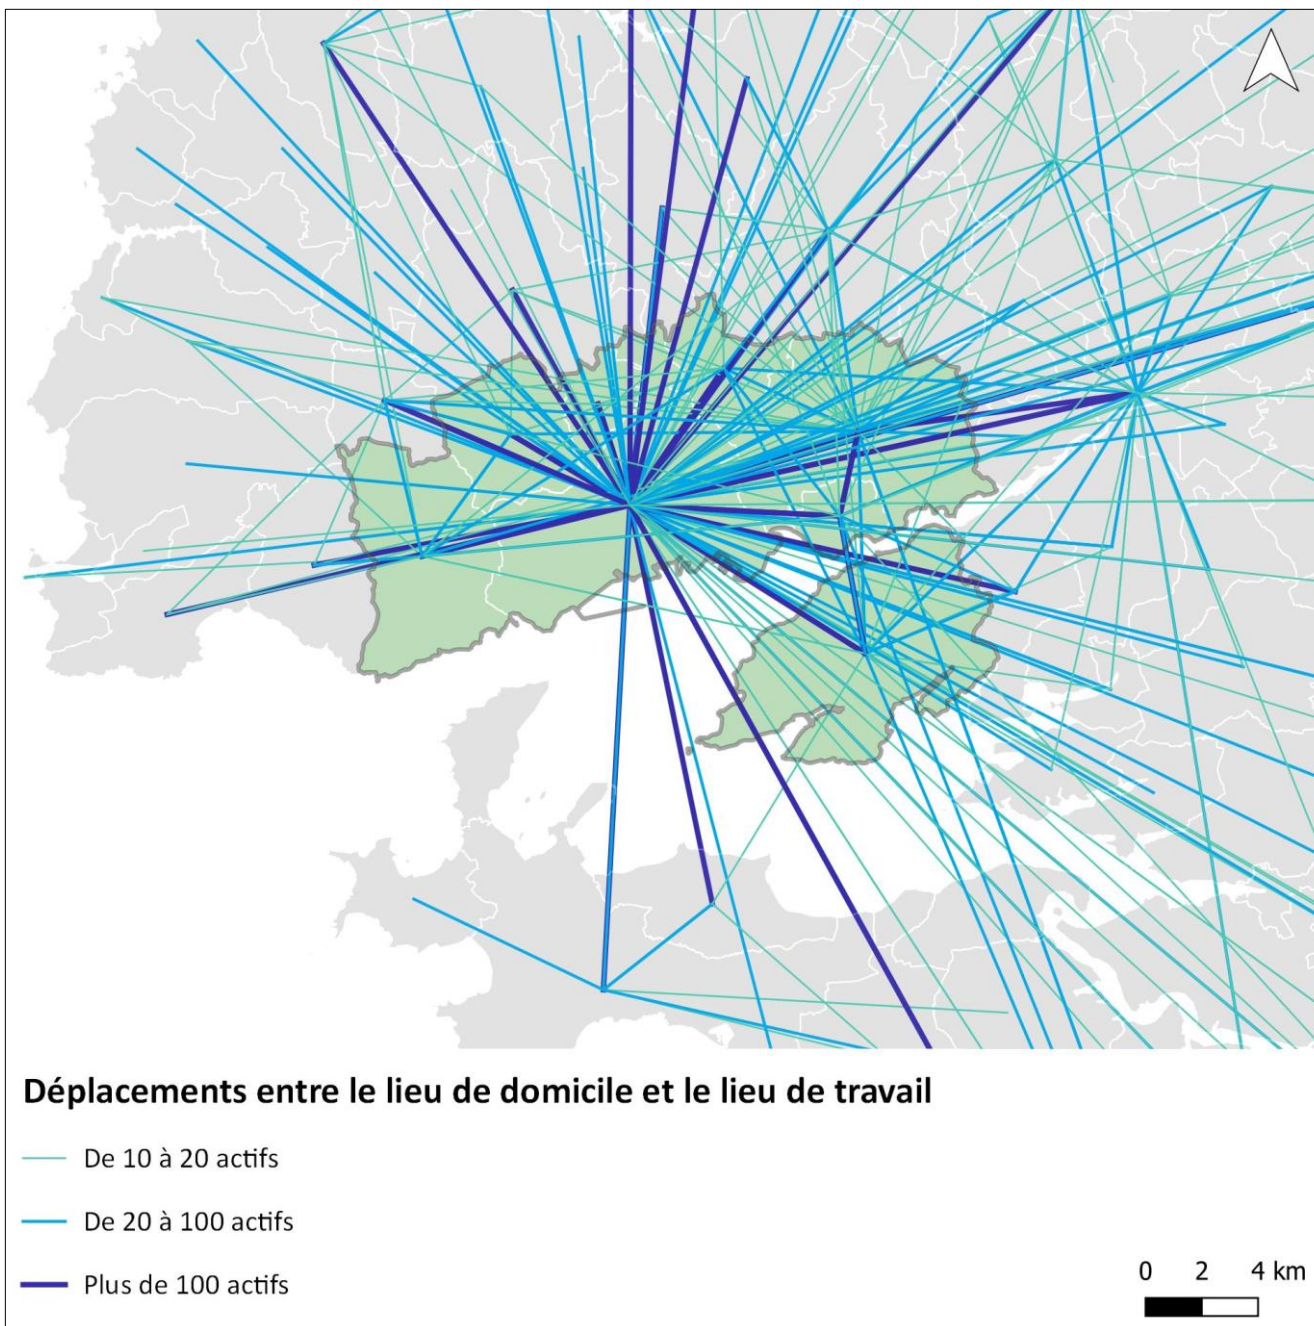 Déplacements entre le lieu de domicile et le lieu de travail
De 10 à 20 actifs
De 20 à 100 actifs
Plus de 100 actifs
0 2 4 km